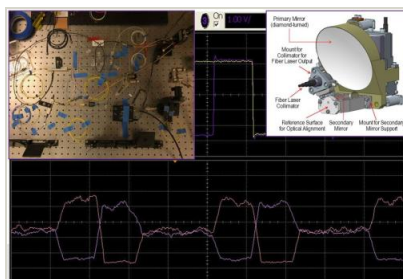 On
1.00 V/
Primary Mirror
(diamond-turned)
Mount for
Collimator for
Fiber Laser Output
Fiber Laser
Collimator
Reference Surface
for Optical Alignment
Secondary
Mirror
Mount for Secondary
Mirror Support